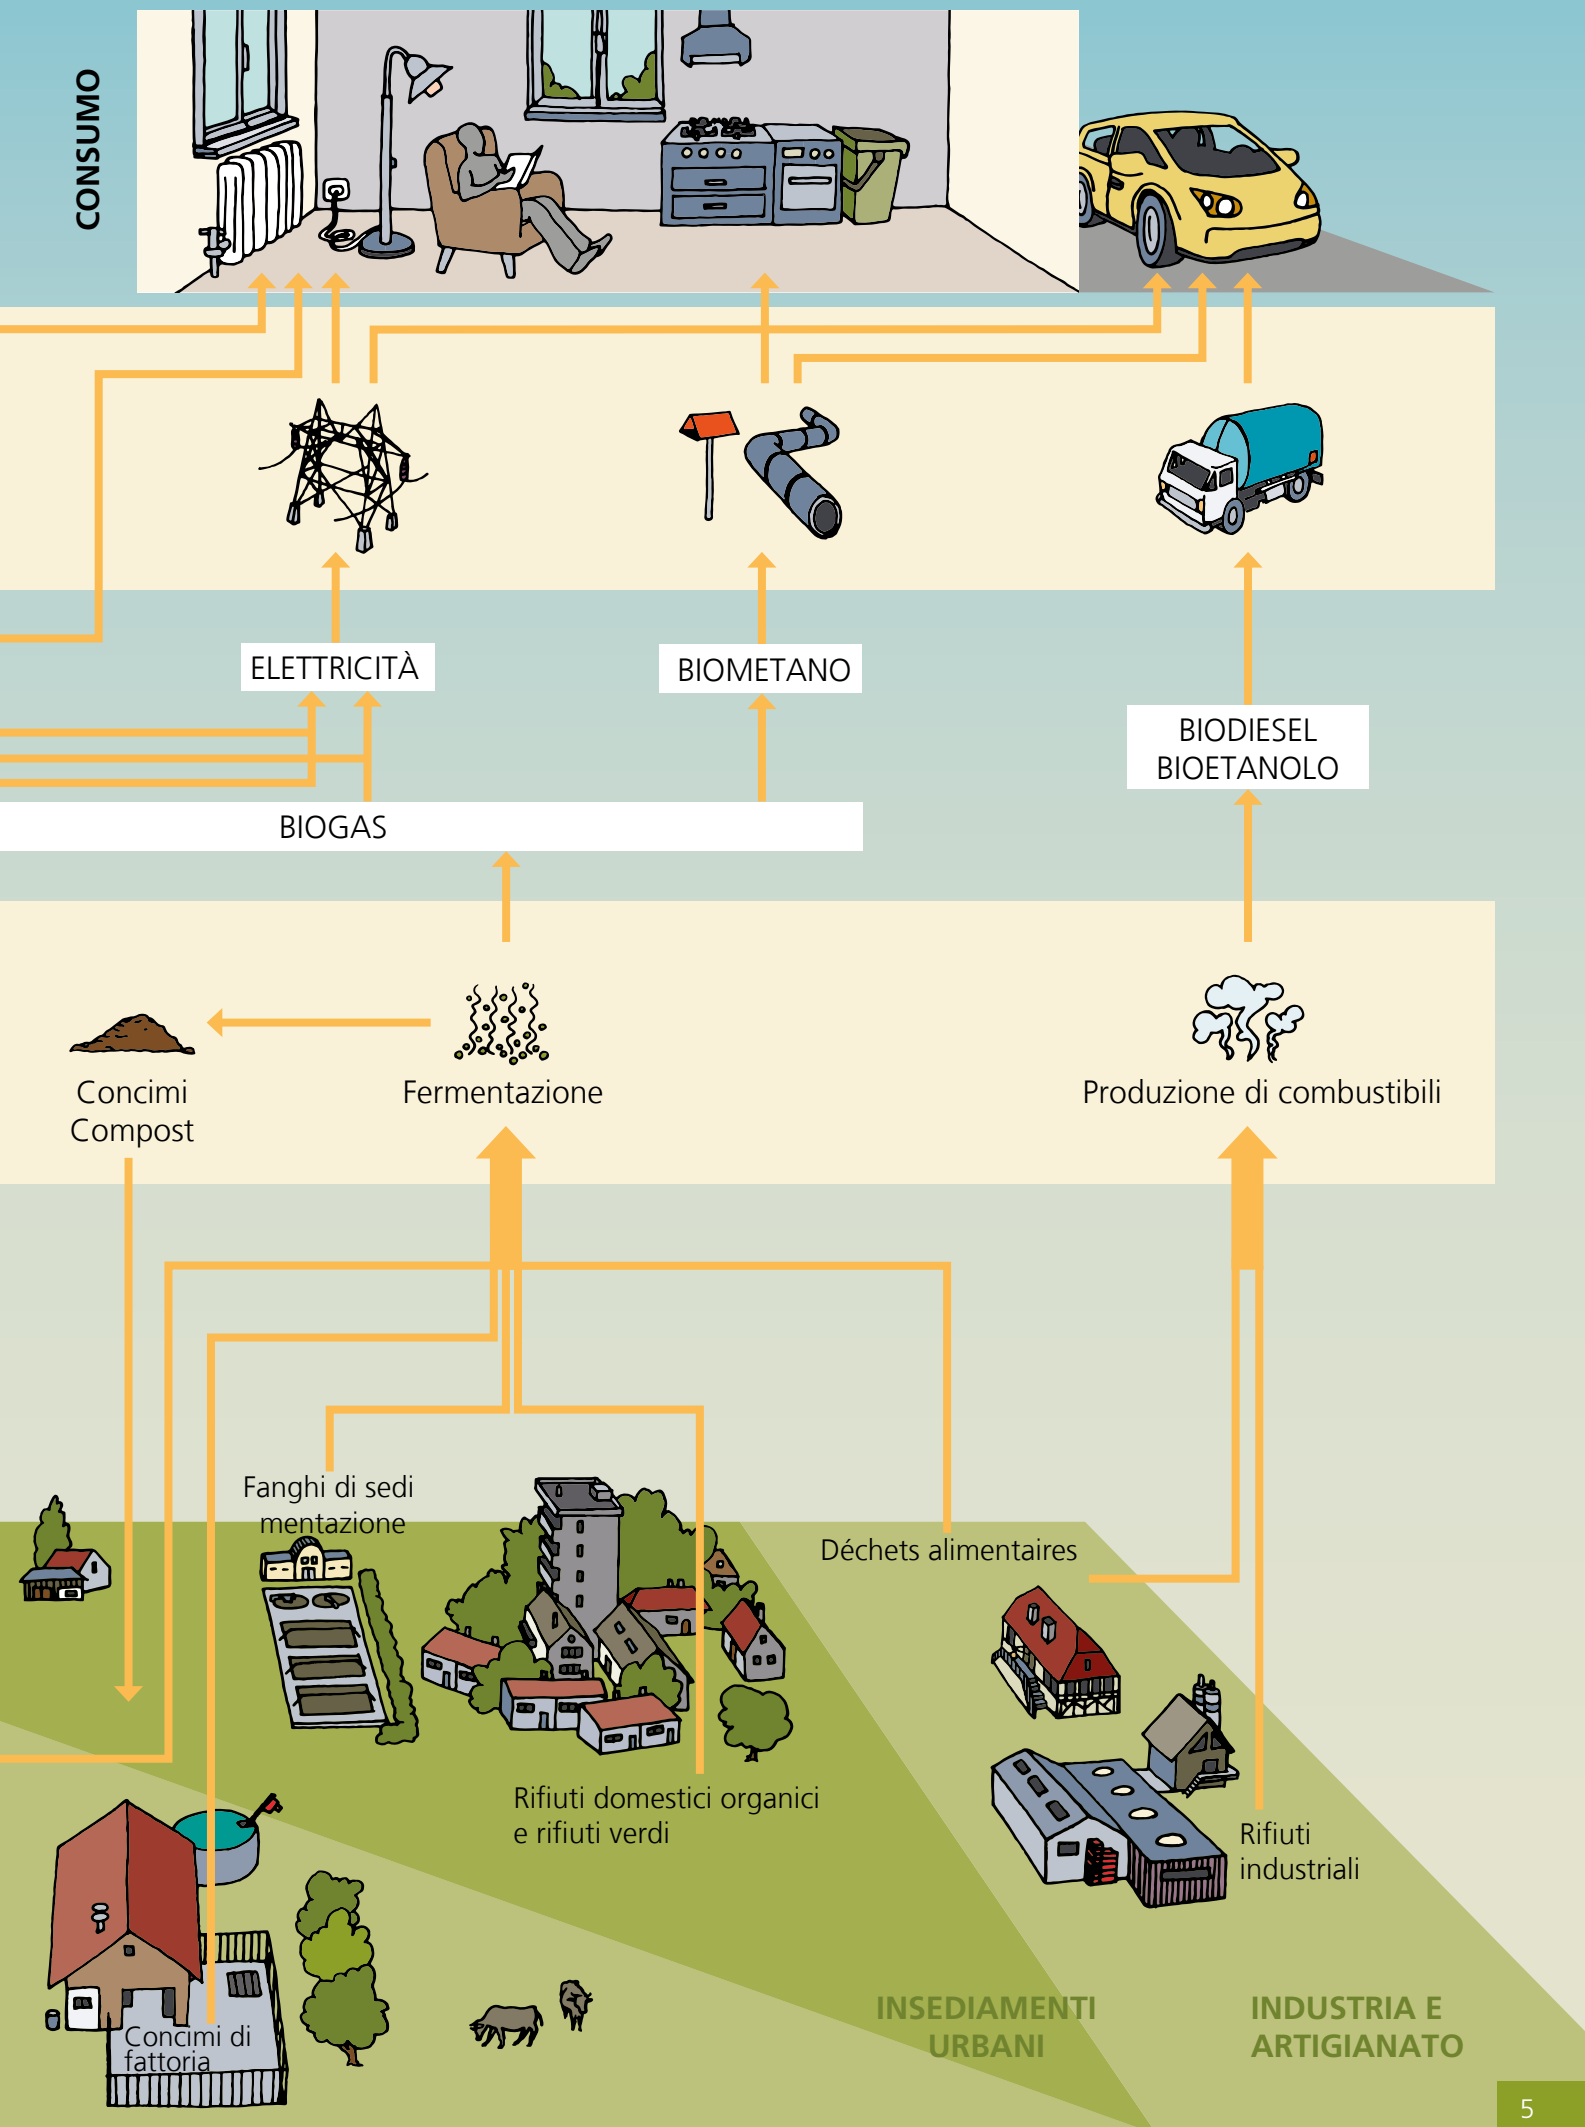 CONSUMO
ELETTRICITÀ
BIOMETANO
BIODIESEL
BIOETANOLO
BIOGAS
Concimi
Compost
Fermentazione
Produzione di combustibili
Fanghi di sedi
mentazione
Déchets alimentaires
Rifiuti domestici organici
e rifiuti verdi
Rifiuti
industriali
Concimi di
fattoria
INSEDIAMENTI
URBANI
INDUSTRIA E
ARTIGIANATO
5